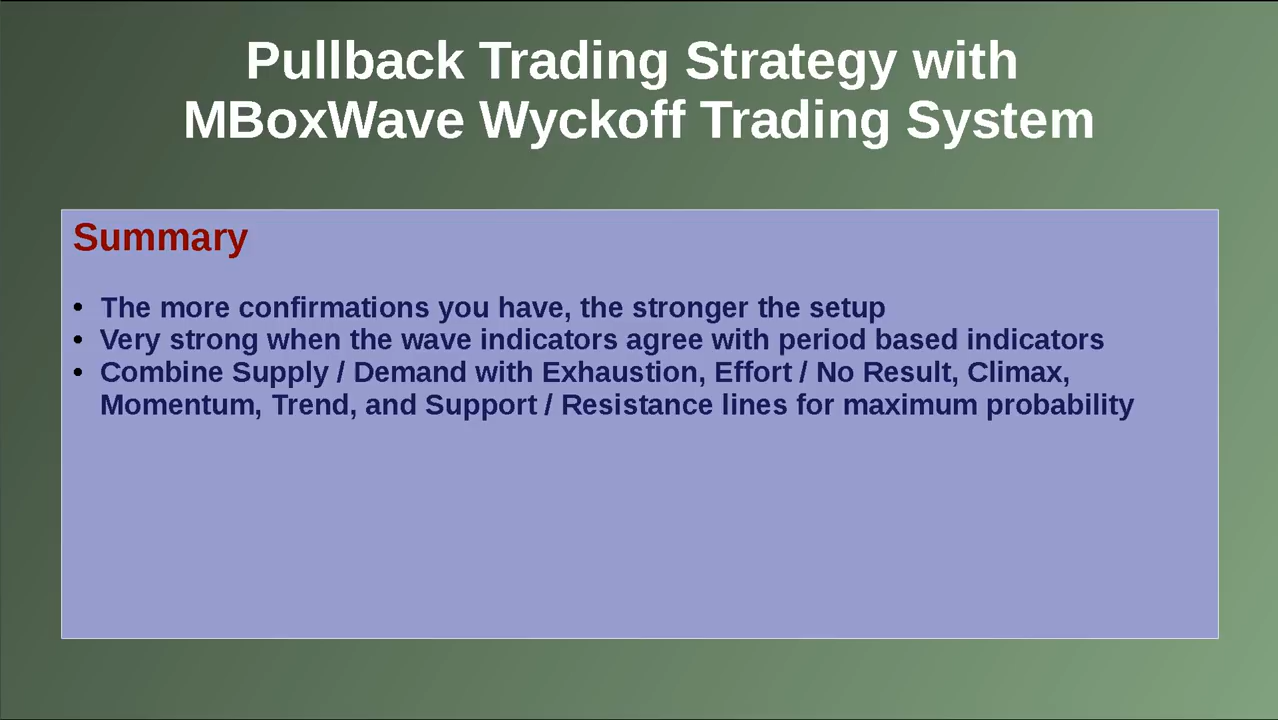 Pullback Trading Strategy with
MBoxWave Wyckoff Trading System
Summary
• The more confirmations you have, the stronger the setup
• Very strong when the wave indicators agree with period based indicators
• Combine Supply / Demand with Exhaustion, Effort / No Result, Climax,
Momentum, Trend, and Support / Resistance lines for maximum probability